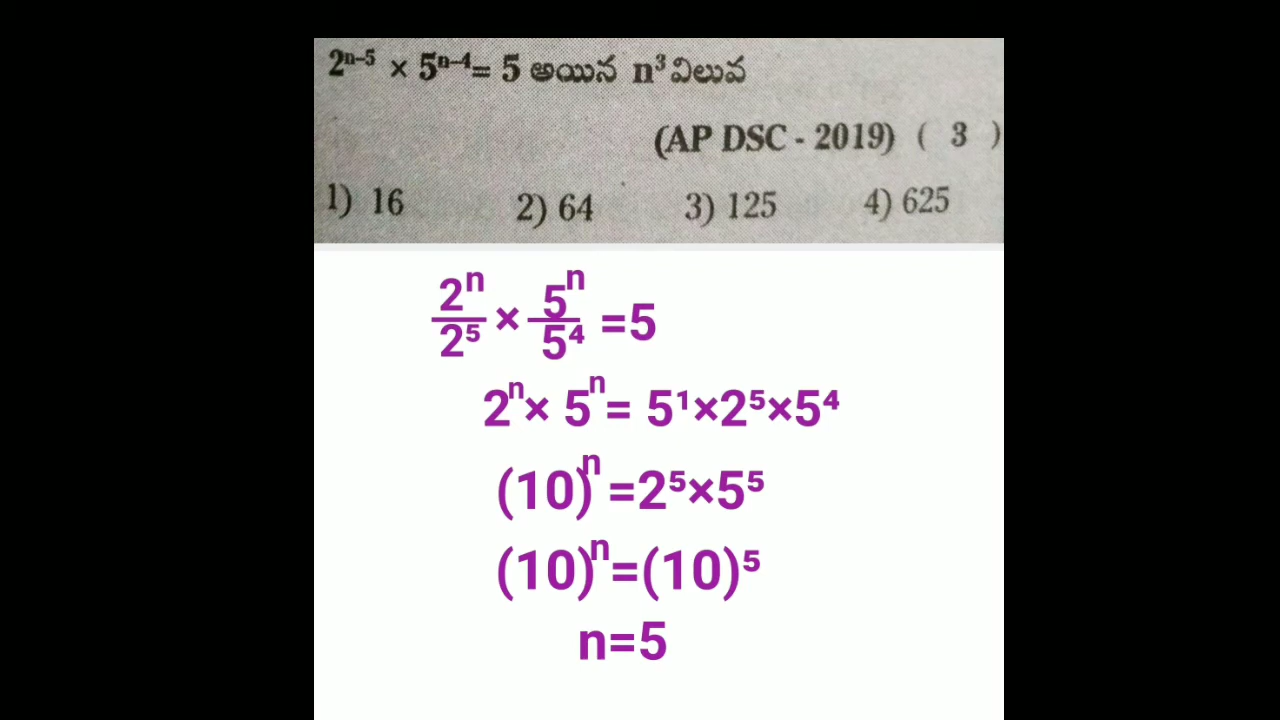 2ⁿ⁻⁵ × 5ⁿ⁻⁴= 5 అయిన n³ విలువ
(AP DSC - 2019) ( 3 )
1) 16 2) 64 3) 125 4) 625
2ⁿ/2⁵ × 5ⁿ/5⁴ =5
2ⁿ× 5ⁿ= 5¹×2⁵×5⁴
(10)ⁿ=2⁵×5⁵
(10)ⁿ=(10)⁵
n=5